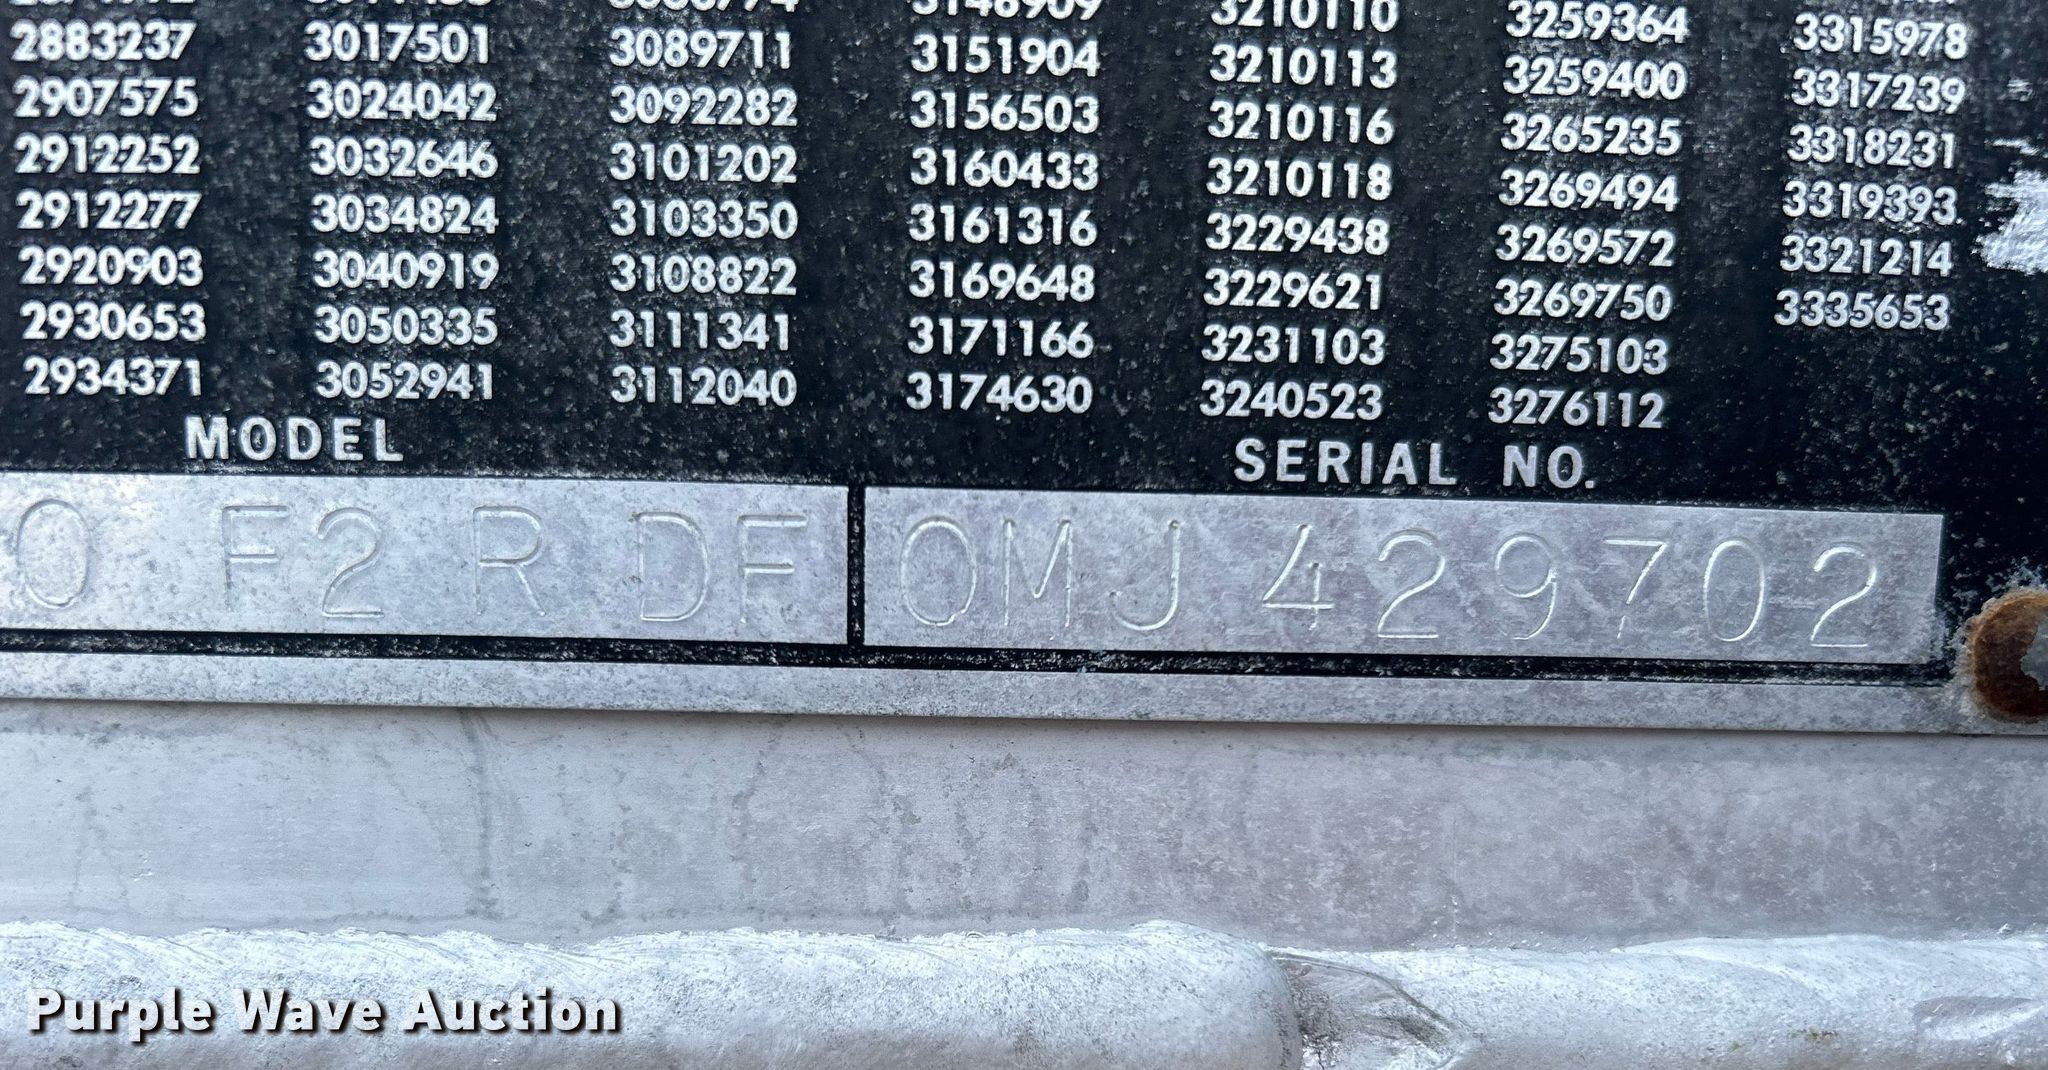 3210110
3259364
3315978
2883237 3017501 3089711 3151904 3210113 3259400 3317239
2907575 3024042 3092282 3156503 3210116 3265235 3318231
2912252 3032646 3101202 3160433 3210118 3269494 3319393
2912277 3034824 3103350 3161316 3229438 3269572 3321214
2920903 3040919 3108822 3169648 3229621 3269750 3335653
2930653 3050335 3111341 3171166 3231103 3275103
2934371 3052941 3112040 3174630 3240523 3276112
MODEL SERIAL NO.
0 F2 R DF 0MJ 429702
Purple Wave Auction